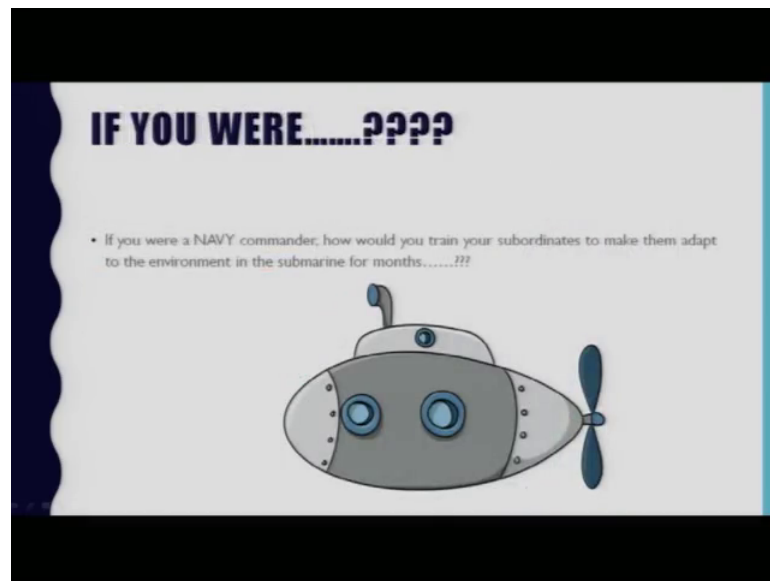 IF YOU WERE.......????
• If you were a NAVY commander, how would you train your subordinates to make them adapt
to the environment in the submarine for months......???